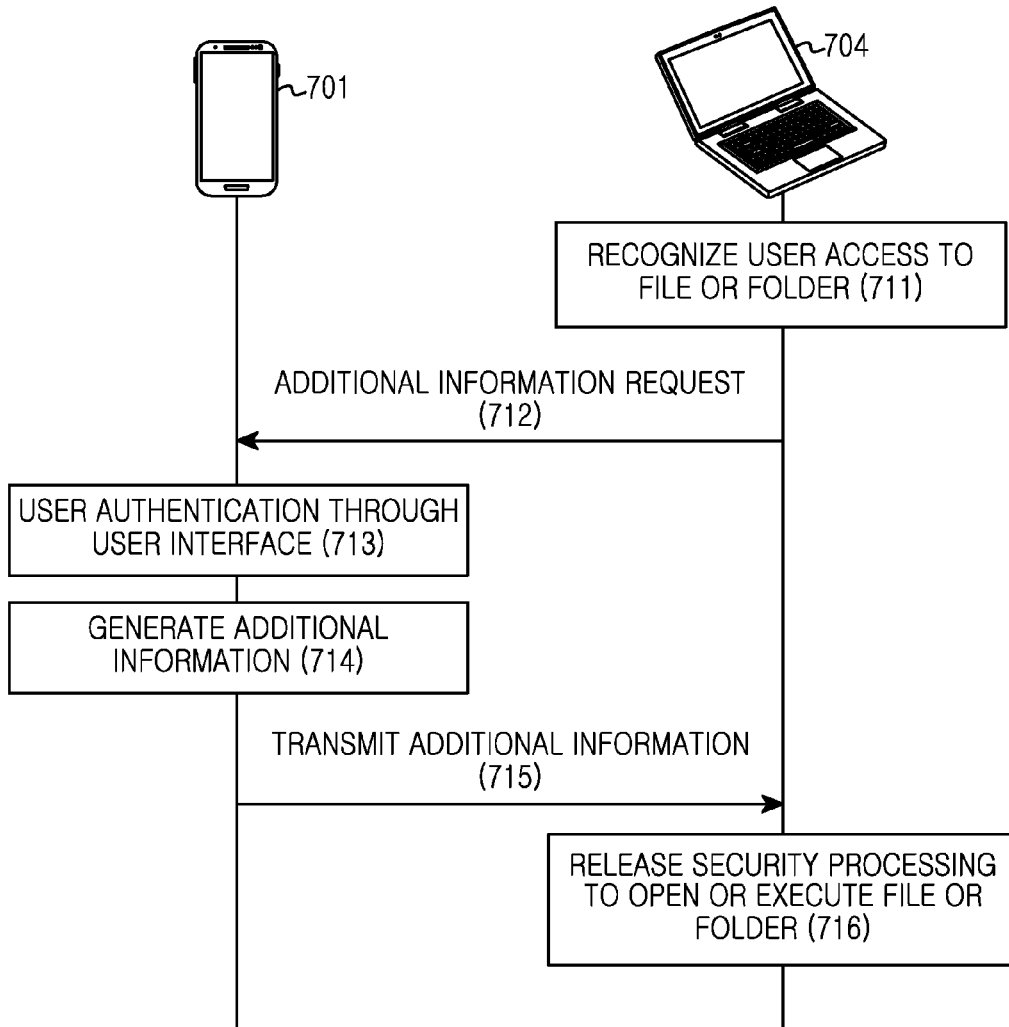 701
704
RECOGNIZE USER ACCESS TO
FILE OR FOLDER (711)
ADDITIONAL INFORMATION REQUEST
(712)
USER AUTHENTICATION THROUGH
USER INTERFACE (713)
GENERATE ADDITIONAL
INFORMATION (714)
TRANSMIT ADDITIONAL INFORMATION
(715)
RELEASE SECURITY PROCESSING
TO OPEN OR EXECUTE FILE OR
FOLDER (716)